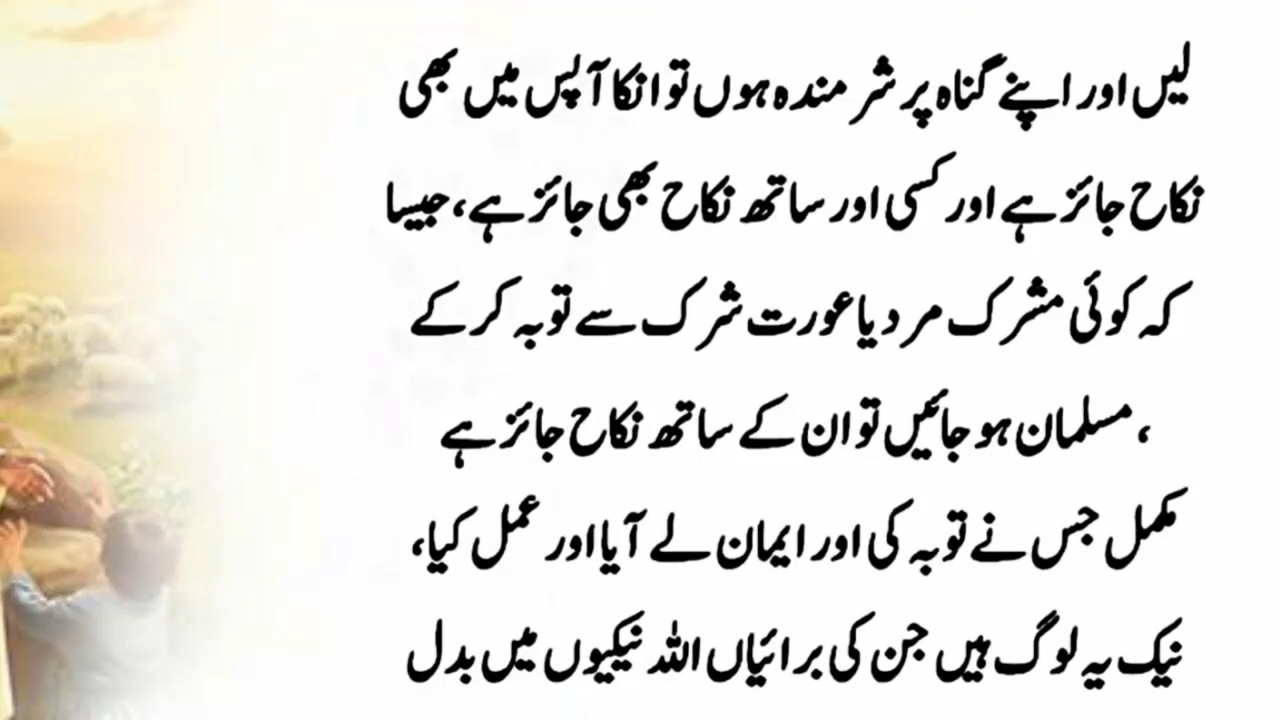 لیں اور اپنے گناہ پر شرمندہ ہوں تو انکا آپس میں بھی
نکاح جائز ہے اور کسی اور ساتھ نکاح بھی جائز ہے، جیسا
کہ کوئی مشرک مرد یا عورت شرک سے توبہ کر کے
، مسلمان ہو جائیں تو ان کے ساتھ نکاح جائز ہے
مکمل جس نے توبہ کی اور ایمان لے آیا اور عمل کیا،
نیک یہ لوگ ہیں جن کی برائیاں اللہ نیکیوں میں بدل